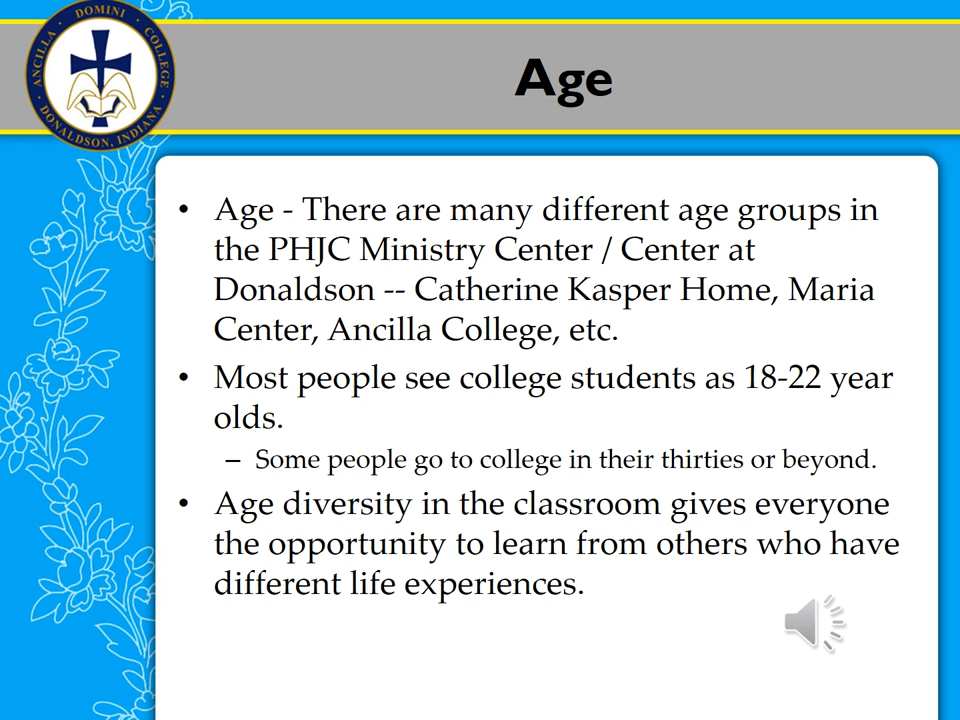 ANCILLA · DOMINI · COLLEGE
· DONALDSON, INDIANA ·
Age
• Age - There are many different age groups in
the PHJC Ministry Center / Center at
Donaldson -- Catherine Kasper Home, Maria
Center, Ancilla College, etc.
• Most people see college students as 18-22 year
olds.
– Some people go to college in their thirties or beyond.
• Age diversity in the classroom gives everyone
the opportunity to learn from others who have
different life experiences.